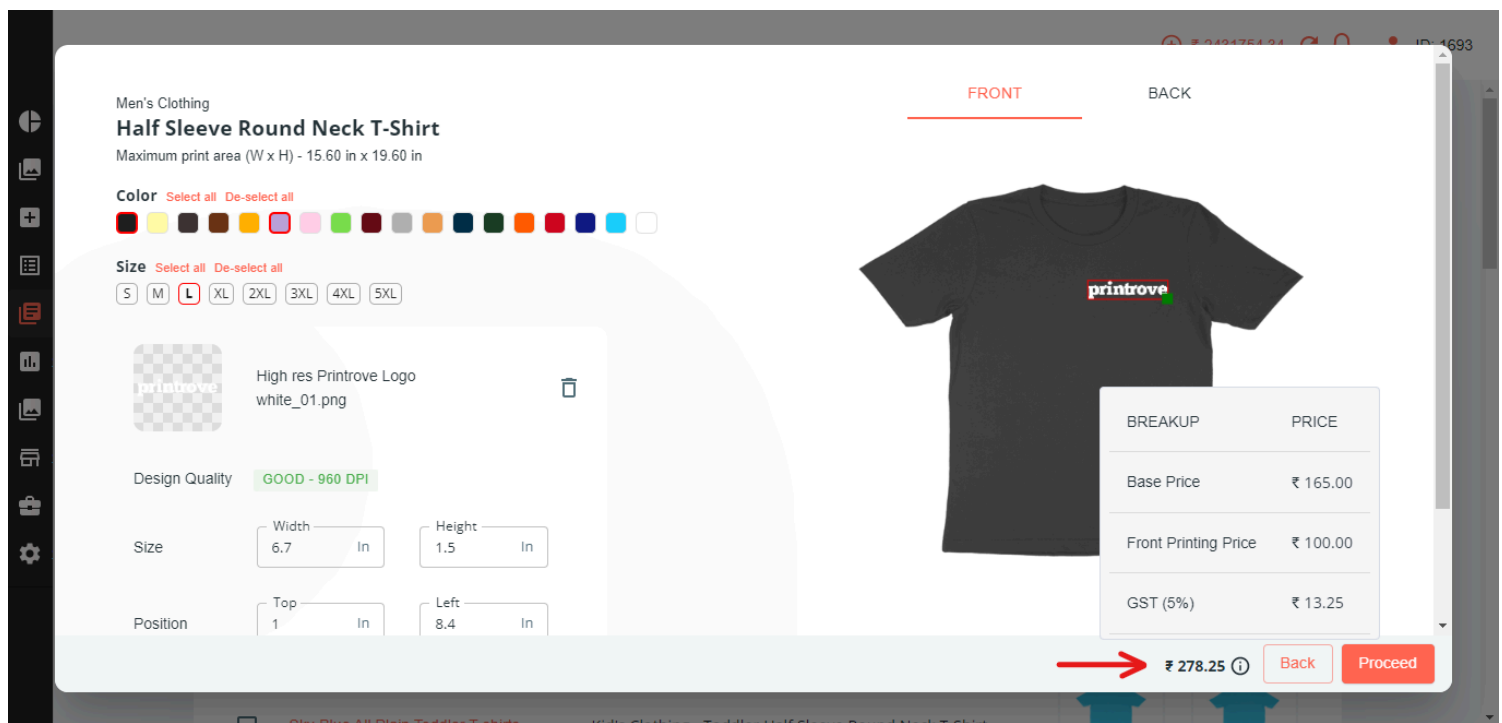 ₹ 2431754.34
ID: 1693
Men's Clothing
Half Sleeve Round Neck T-Shirt
Maximum print area (W x H) - 15.60 in x 19.60 in
Color Select all De-select all
Size Select all De-select all
S M L XL 2XL 3XL 4XL 5XL
printrove
High res Printrove Logo
white_01.png
Design Quality GOOD - 960 DPI
Size Width 6.7 In Height 1.5 In
Position Top 1 In Left 8.4 In
FRONT BACK
printrove
BREAKUP PRICE
Base Price ₹ 165.00
Front Printing Price ₹ 100.00
GST (5%) ₹ 13.25
₹ 278.25 Back Proceed